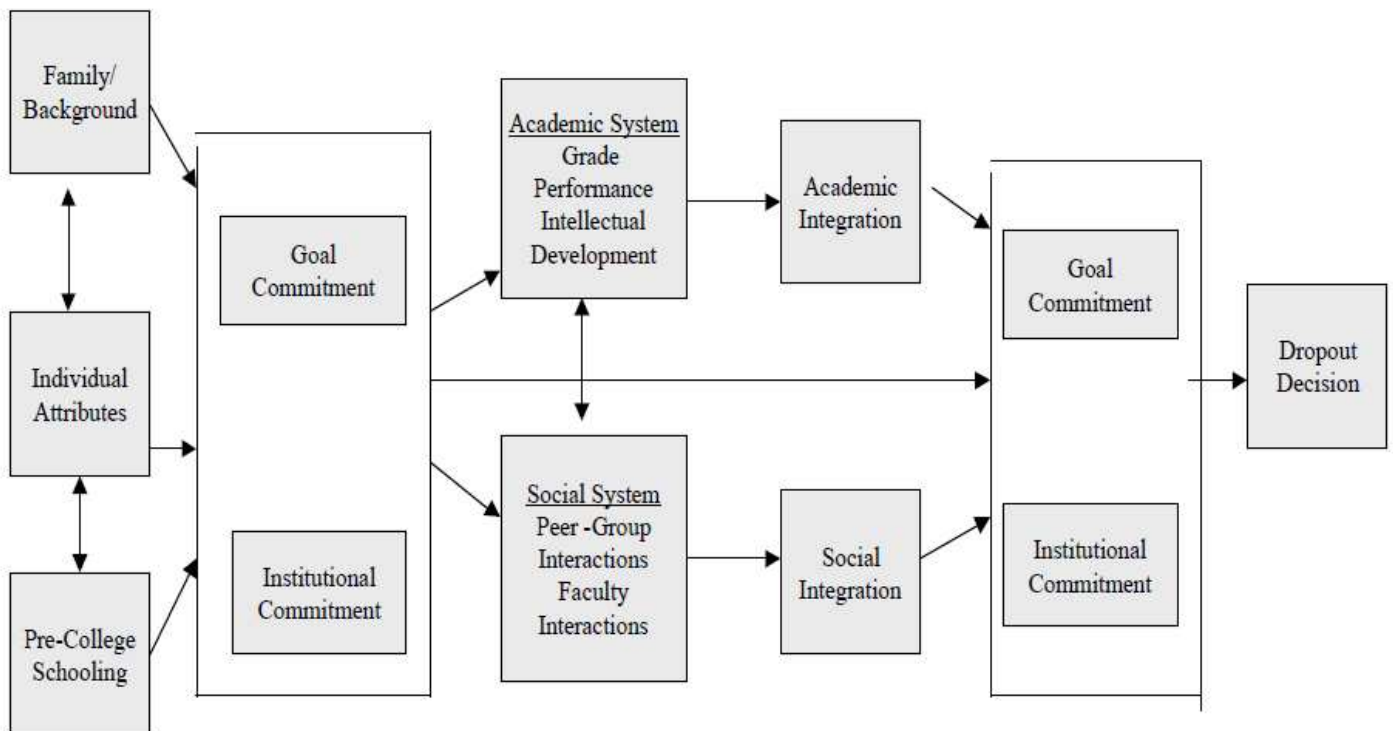 Family/
Background
Individual
Attributes
Pre-College
Schooling
Goal
Commitment
Institutional
Commitment
Academic System
Grade
Performance
Intellectual
Development
Social System
Peer -Group
Interactions
Faculty
Interactions
Academic
Integration
Social
Integration
Goal
Commitment
Institutional
Commitment
Dropout
Decision